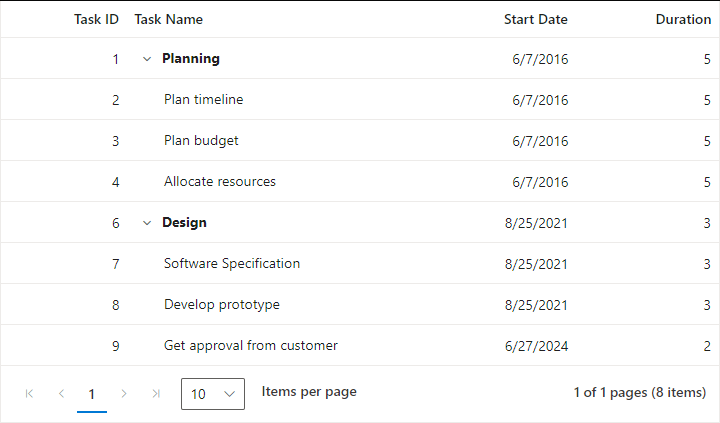 Task ID Task Name Start Date Duration
1 Planning 6/7/2016 5
2 Plan timeline 6/7/2016 5
3 Plan budget 6/7/2016 5
4 Allocate resources 6/7/2016 5
6 Design 8/25/2021 3
7 Software Specification 8/25/2021 3
8 Develop prototype 8/25/2021 3
9 Get approval from customer 6/27/2024 2
1 10 Items per page 1 of 1 pages (8 items)